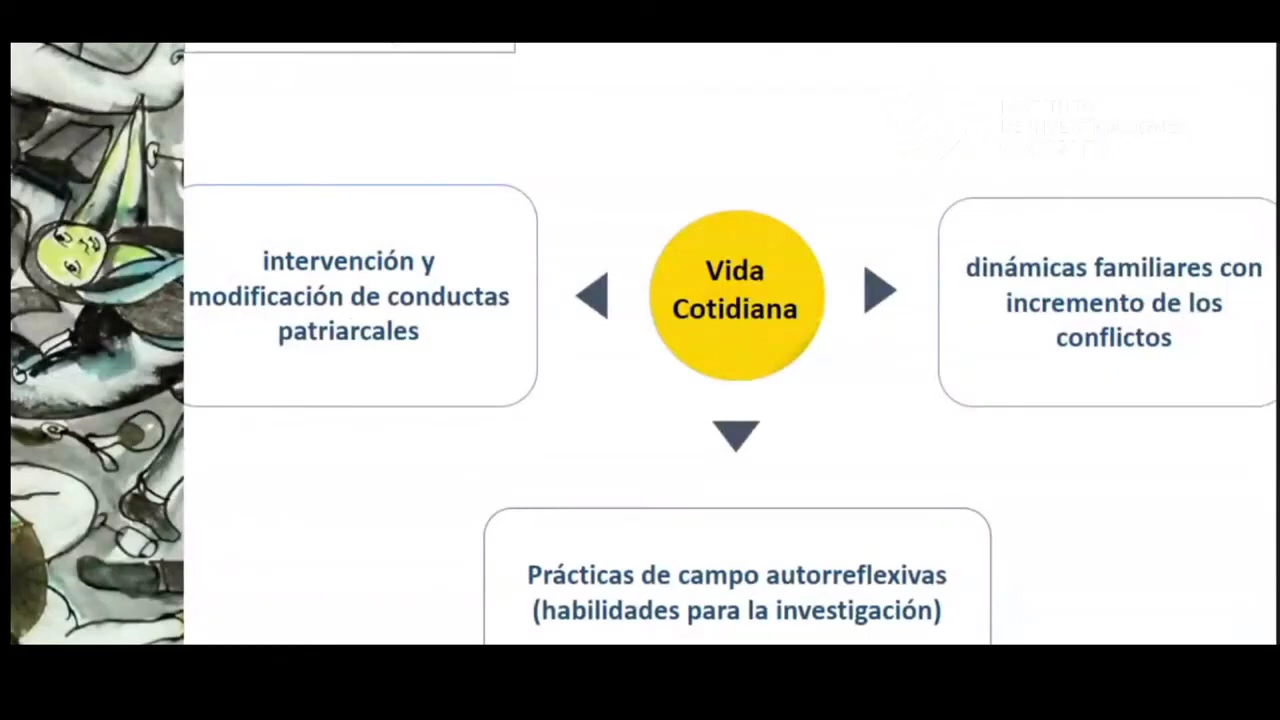 intervención y
modificación de conductas
patriarcales
Vida
Cotidiana
dinámicas familiares con
incremento de los
conflictos
Prácticas de campo autorreflexivas
(habilidades para la investigación)